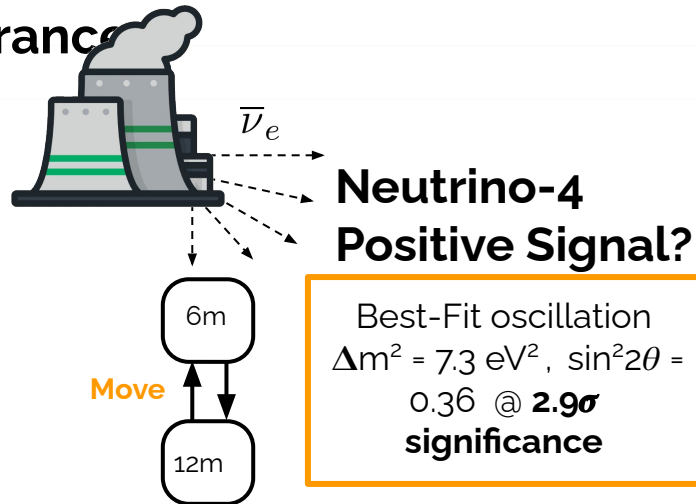 ν̅ₑ
Neutrino-4
Positive Signal?
6m
Best-Fit oscillation
Δm² = 7.3 eV² , sin²2θ =
0.36 @ 2.9σ
significance
Move
12m